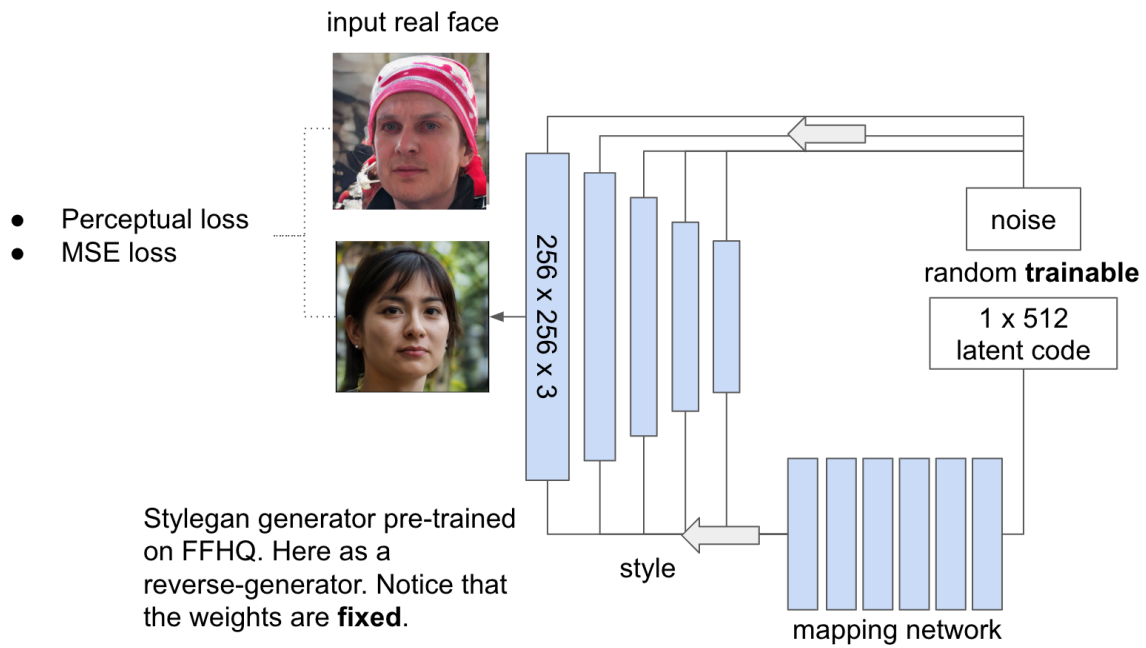 input real face
● Perceptual loss
● MSE loss
256 x 256 x 3
noise
random trainable
1 x 512
latent code
Stylegan generator pre-trained
on FFHQ. Here as a
reverse-generator. Notice that
the weights are fixed.
style
mapping network